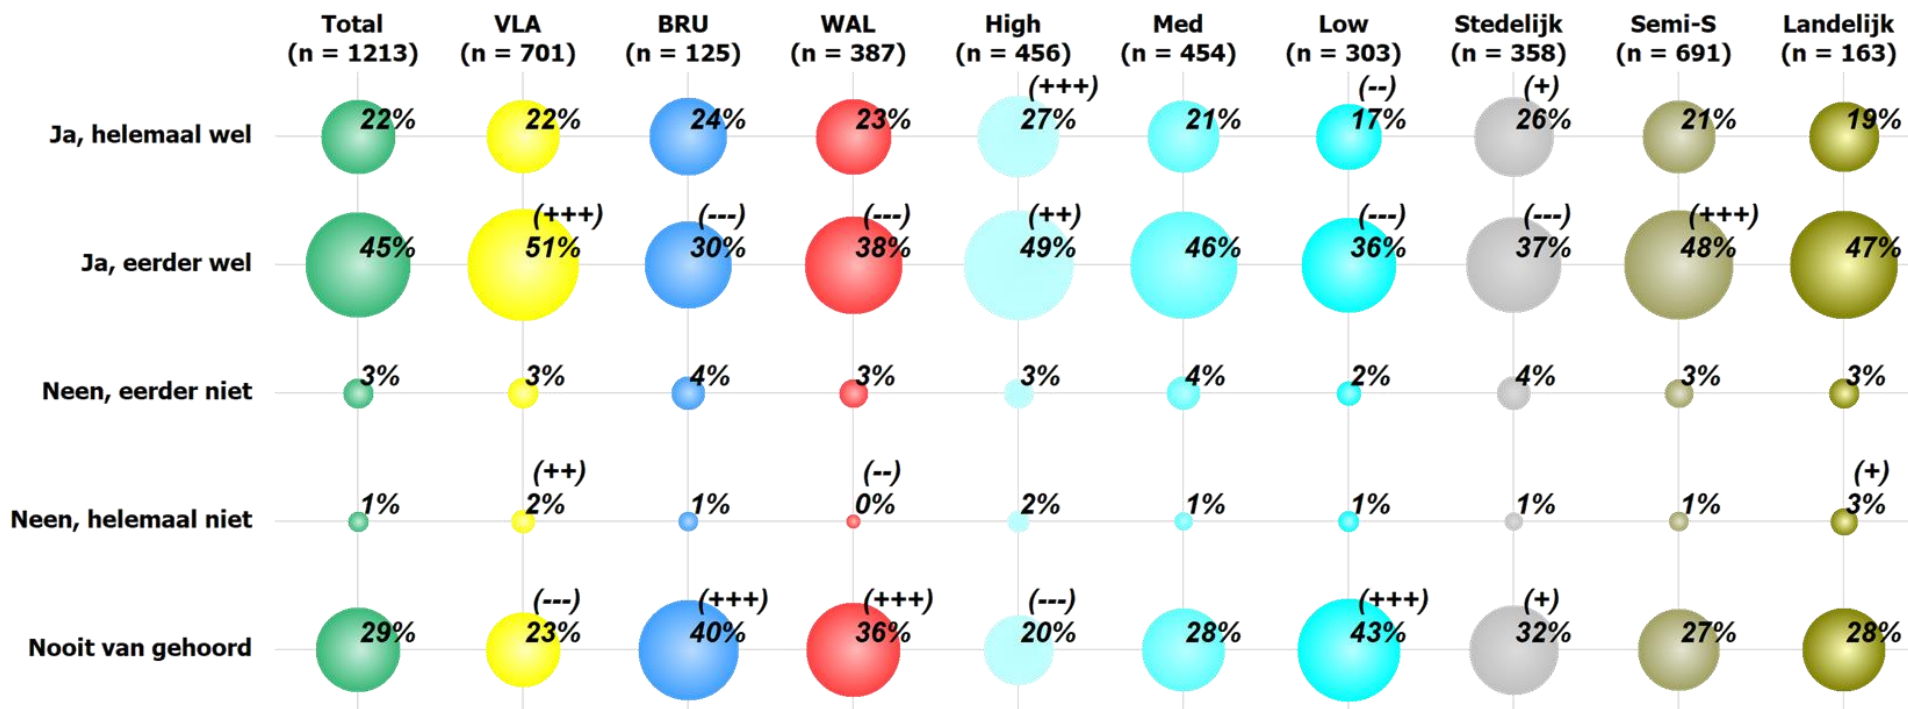 Total VLA BRU WAL High Med Low Stedelijk Semi-S Landelijk
(n = 1213) (n = 701) (n = 125) (n = 387) (n = 456) (n = 454) (n = 303) (n = 358) (n = 691) (n = 163)
(+++) (--) (+)
Ja, helemaal wel 22% 22% 24% 23% 27% 21% 17% 26% 21% 19%
(+++) (---) (---) (++) (---) (---) (+++)
Ja, eerder wel 45% 51% 30% 38% 49% 46% 36% 37% 48% 47%
Neen, eerder niet 3% 3% 4% 3% 3% 4% 2% 4% 3% 3%
(++) (--) (+)
Neen, helemaal niet 1% 2% 1% 0% 2% 1% 1% 1% 1% 3%
(---) (+++) (+++) (---) (+++) (+)
Nooit van gehoord 29% 23% 40% 36% 20% 28% 43% 32% 27% 28%